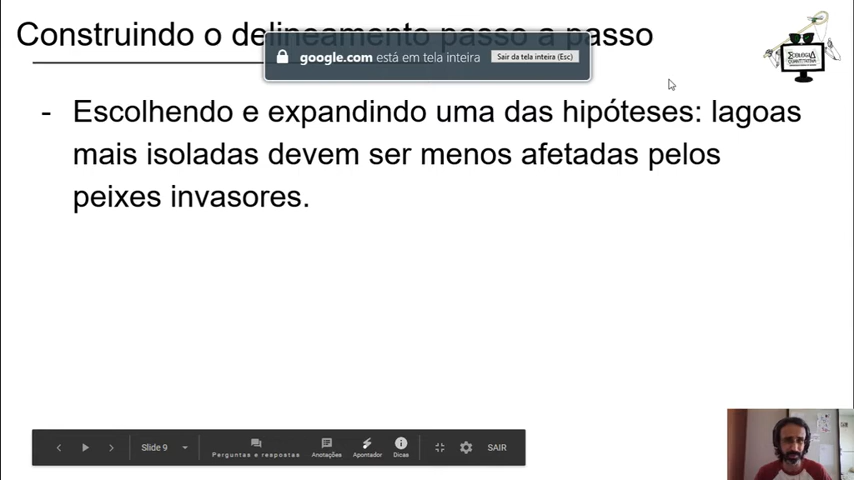 Construindo o delineamento passo a passo
google.com está em tela inteira
Sair da tela inteira (Esc)
ECOLOGIA
QUANTITATIVA
- Escolhendo e expandindo uma das hipóteses: lagoas
mais isoladas devem ser menos afetadas pelos
peixes invasores.
Slide 9
Perguntas e respostas
Anotações
Apontador
Dicas
SAIR